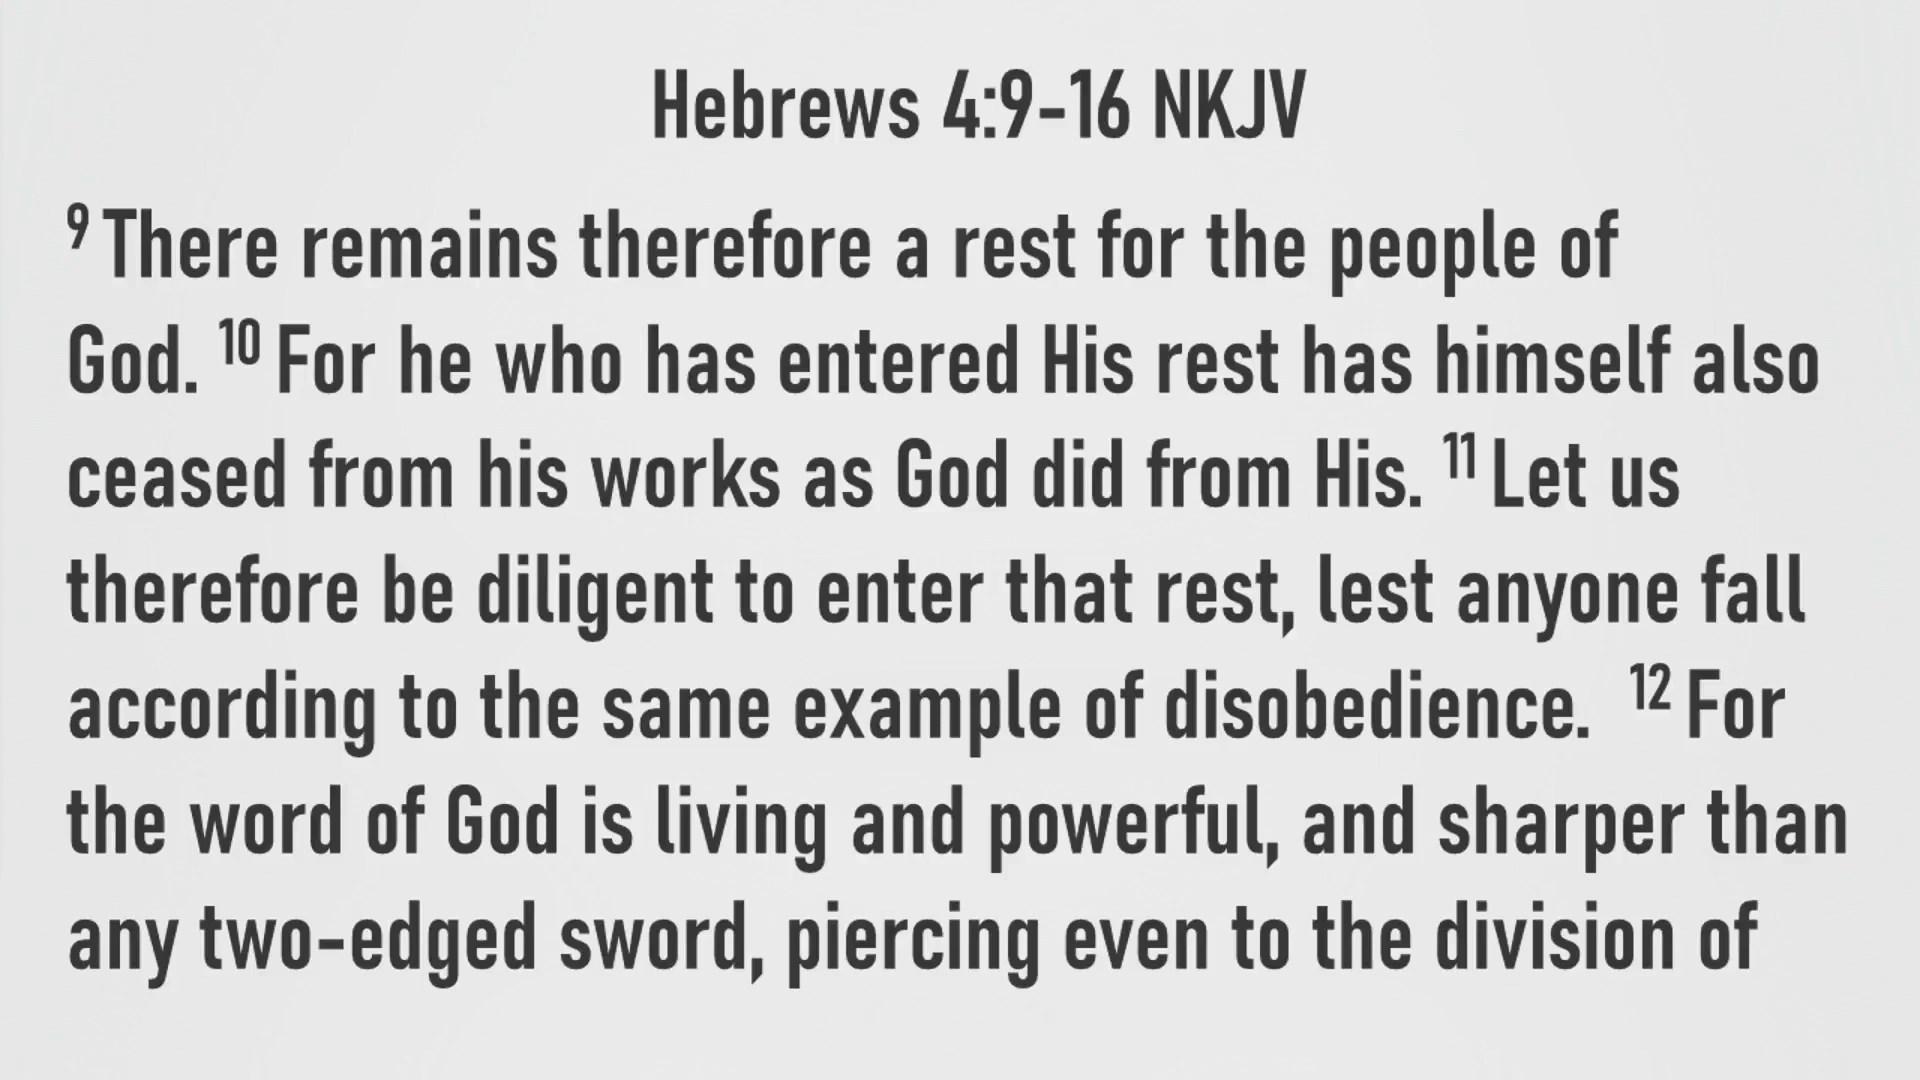 Hebrews 4:9-16 NKJV
⁹ There remains therefore a rest for the people of
God. ¹⁰ For he who has entered His rest has himself also
ceased from his works as God did from His. ¹¹ Let us
therefore be diligent to enter that rest, lest anyone fall
according to the same example of disobedience. ¹² For
the word of God is living and powerful, and sharper than
any two-edged sword, piercing even to the division of